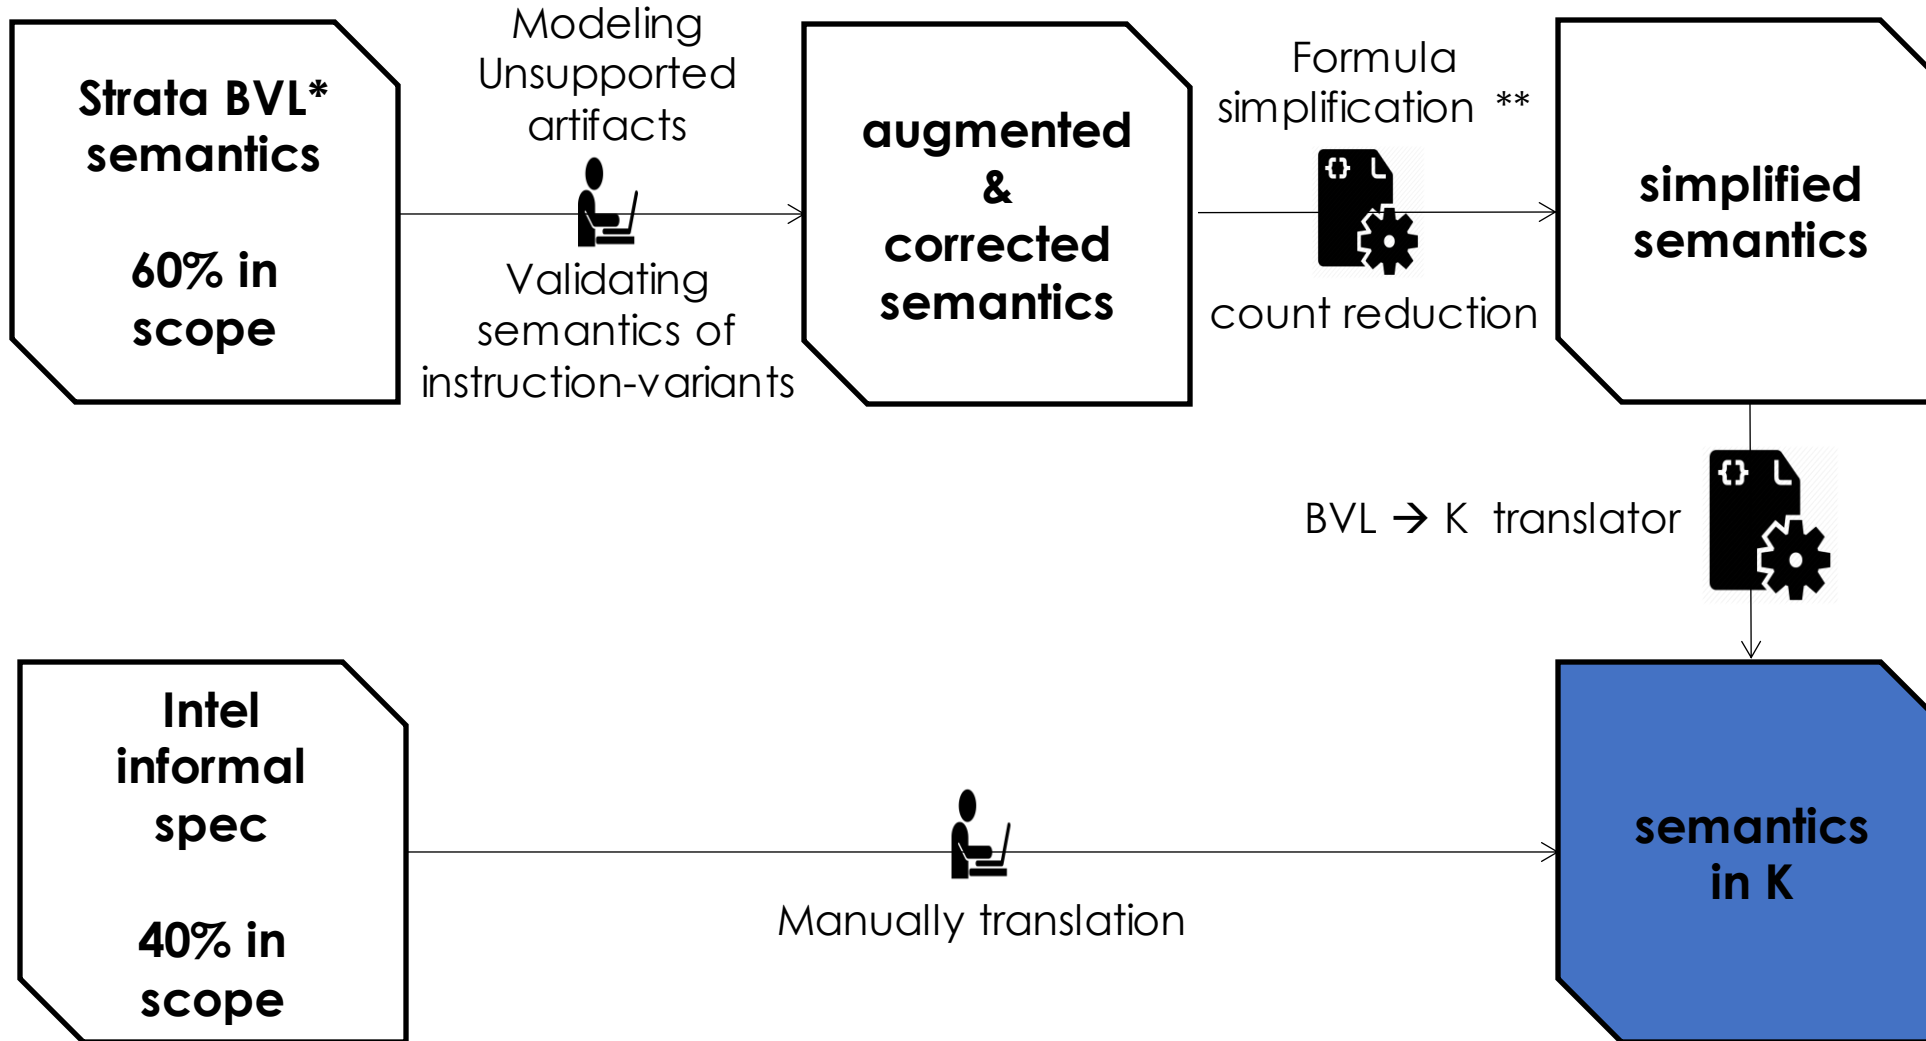 Strata BVL*
semantics
60% in
scope
Modeling
Unsupported
artifacts
Validating
semantics of
instruction-variants
augmented
&
corrected
semantics
Formula
simplification **
{} L
count reduction
simplified
semantics
BVL → K translator
{} L
Intel
informal
spec
40% in
scope
Manually translation
semantics
in K